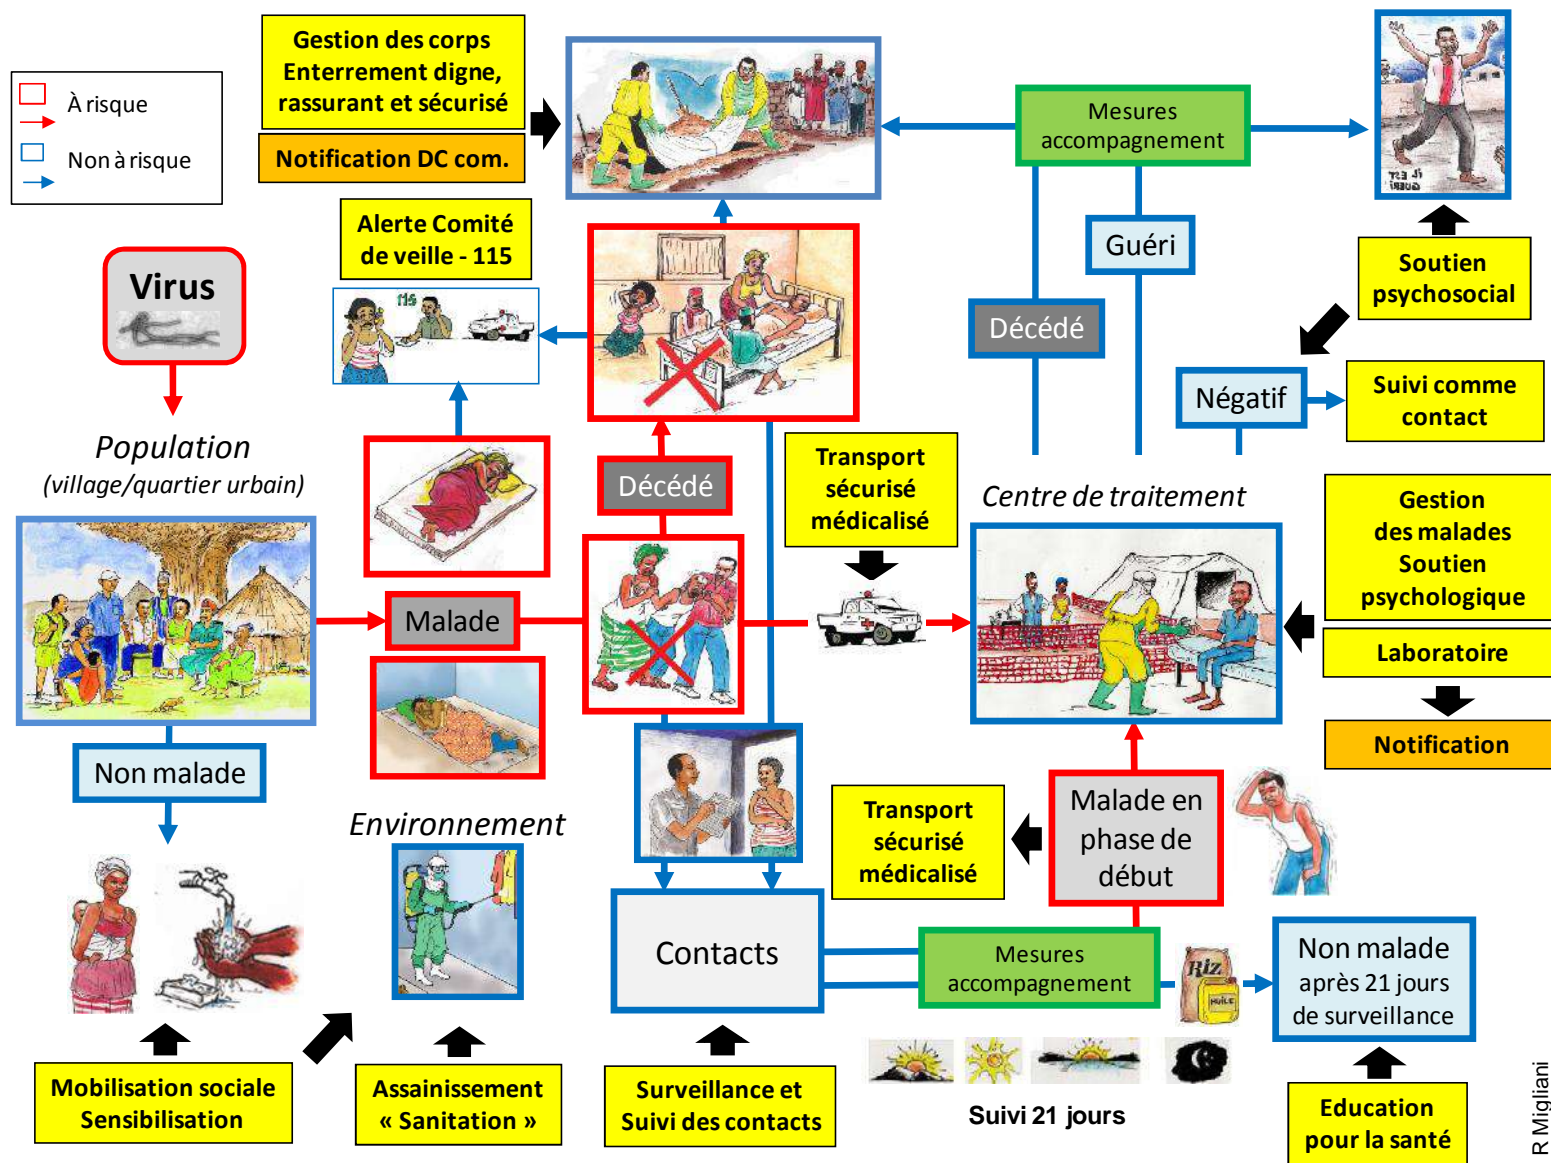 À risque
Non à risque
Gestion des corps
Enterrement digne,
rassurant et sécurisé
Notification DC com.
Mesures
accompagnement
IL EST
GUERI
Alerte Comité
de veille - 115
115
Virus
Guéri
Soutien
psychosocial
Décédé
Négatif
Suivi comme
contact
Population
(village/quartier urbain)
Décédé
Transport
sécurisé
médicalisé
Centre de traitement
Gestion
des malades
Soutien
psychologique
Laboratoire
Notification
Malade
Non malade
Environnement
Transport
sécurisé
médicalisé
Malade en
phase de
début
Contacts
Mesures
accompagnement
RIZ
HUILE
Non malade
après 21 jours
de surveillance
Mobilisation sociale
Sensibilisation
Assainissement
« Sanitation »
Surveillance et
Suivi des contacts
Suivi 21 jours
Education
pour la santé
R Migliani